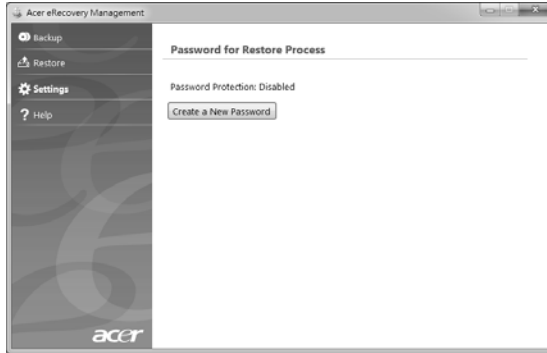 Acer eRecovery Management
Backup
Restore
Settings
? Help
Password for Restore Process
Password Protection: Disabled
Create a New Password
acer